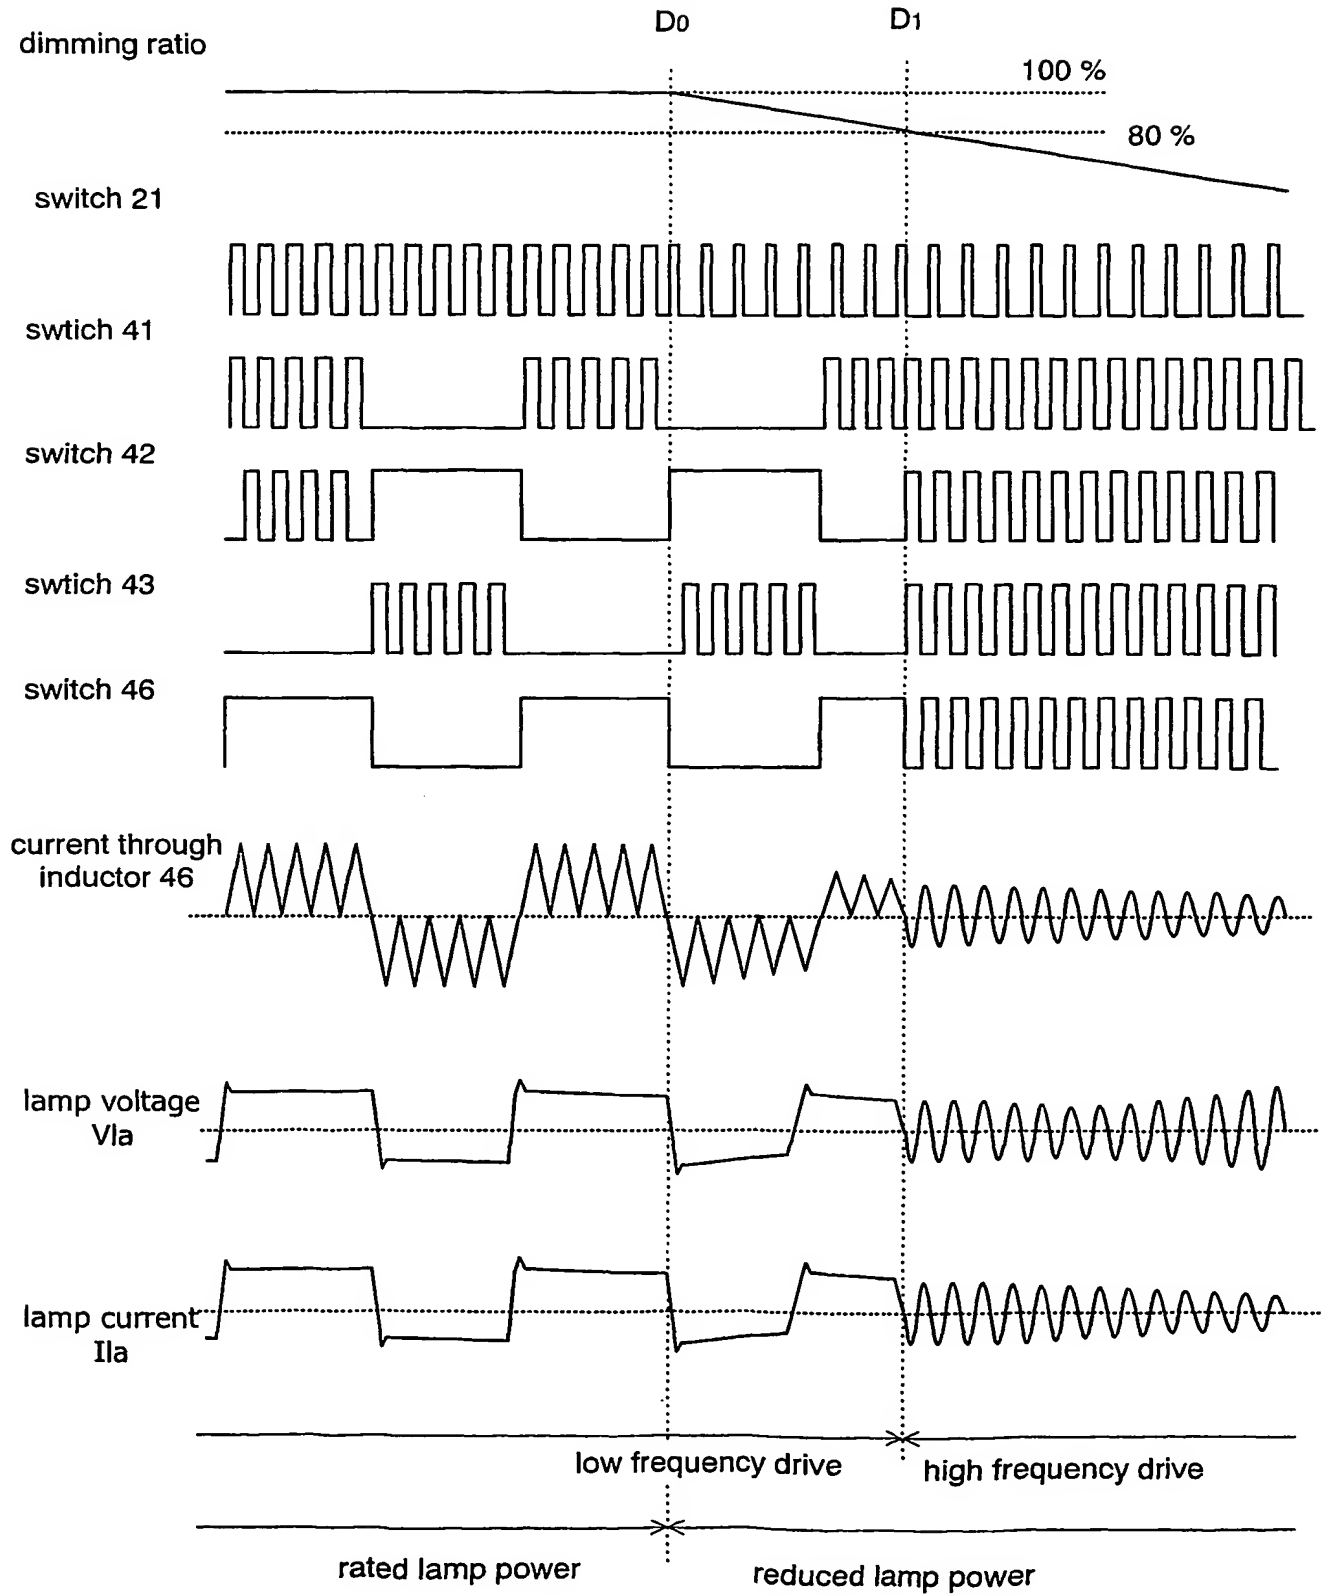 D0
D1
dimming ratio
100 %
80 %
switch 21
swtich 41
switch 42
swtich 43
switch 46
current through
inductor 46
lamp voltage
Vla
lamp current
Ila
low frequency drive
high frequency drive
rated lamp power
reduced lamp power